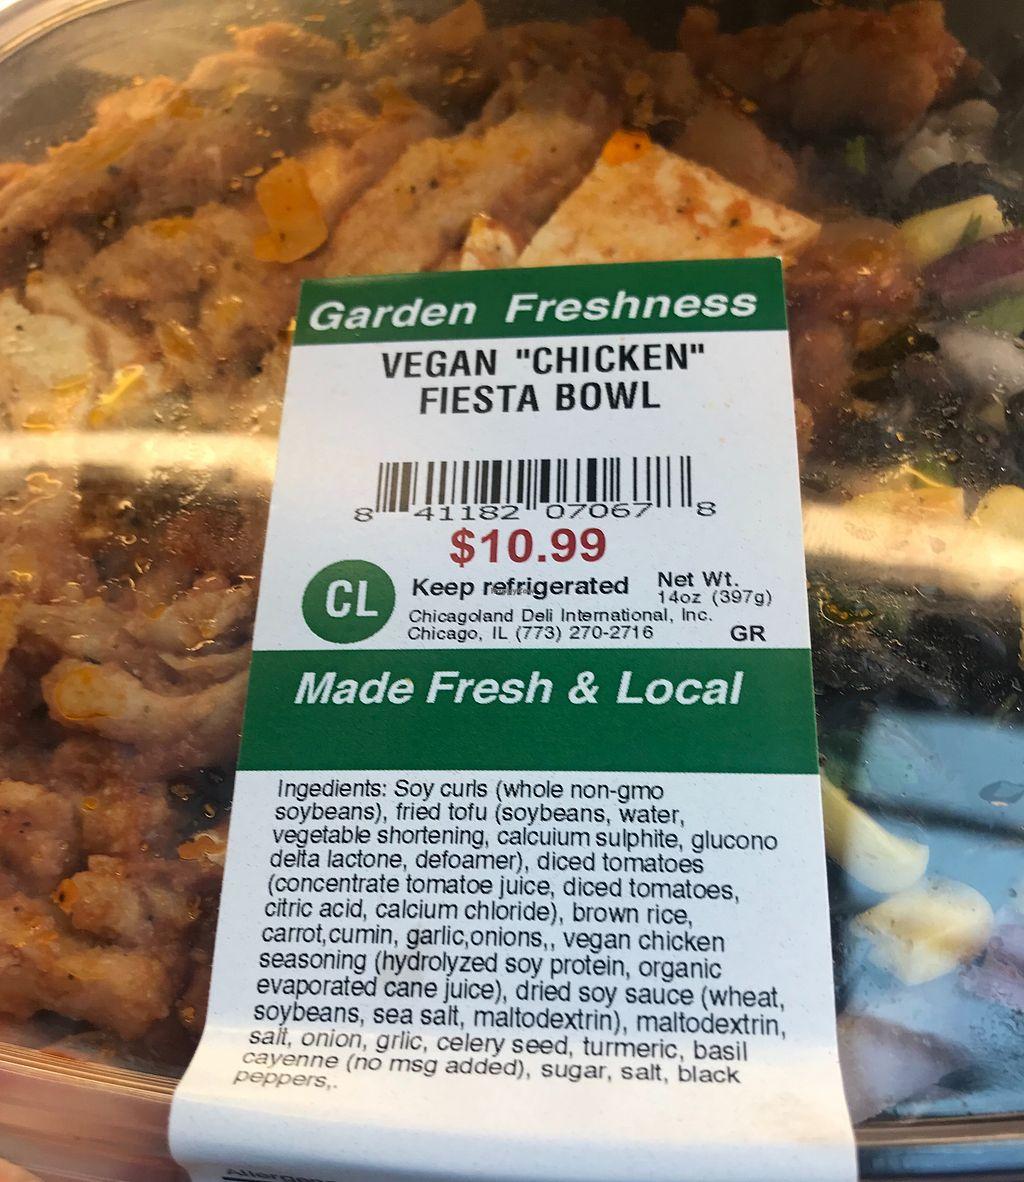 Garden Freshness
VEGAN "CHICKEN"
FIESTA BOWL
8 41182 07067 8
$10.99
CL
Keep refrigerated
Net Wt.
14oz (397g)
Chicagoland Deli International, Inc.
Chicago, IL (773) 270-2716
GR
Made Fresh & Local
Ingedients: Soy curls (whole non-gmo
soybeans), fried tofu (soybeans, water,
vegetable shortening, calcuium sulphite, glucono
delta lactone, defoamer), diced tomatoes
(concentrate tomatoe juice, diced tomatoes,
citric acid, calcium chloride), brown rice,
carrot,cumin, garlic,onions,, vegan chicken
seasoning (hydrolyzed soy protein, organic
evaporated cane juice), dried soy sauce (wheat,
soybeans, sea salt, maltodextrin), maltodextrin,
salt, onion, grlic, celery seed, turmeric, basil
cayenne (no msg added), sugar, salt, black
peppers,.